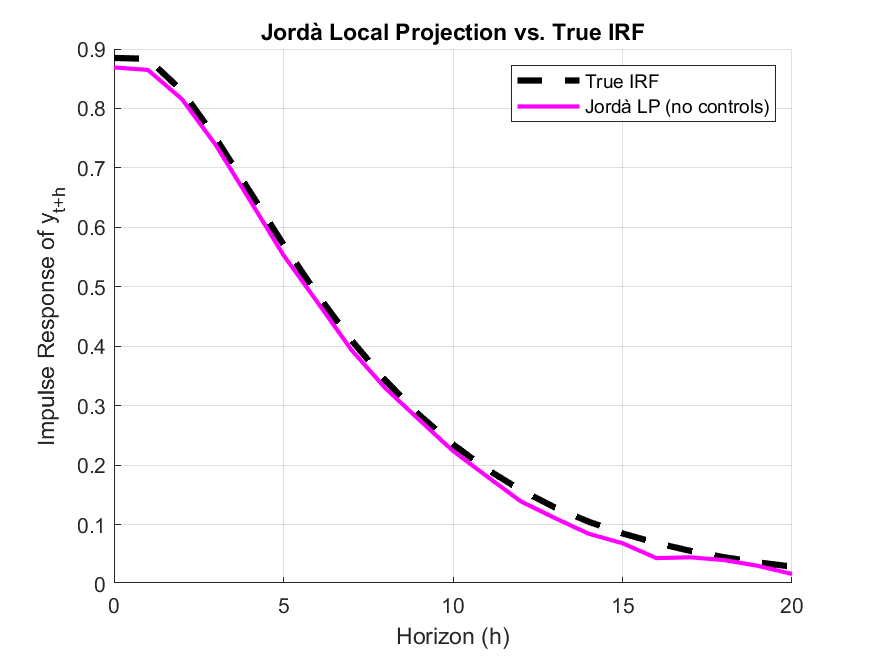 Jordà Local Projection vs. True IRF
True IRF
Jordà LP (no controls)
Impulse Response of y_{t+h}
0.9
0.8
0.7
0.6
0.5
0.4
0.3
0.2
0.1
0
0 5 10 15 20
Horizon (h)